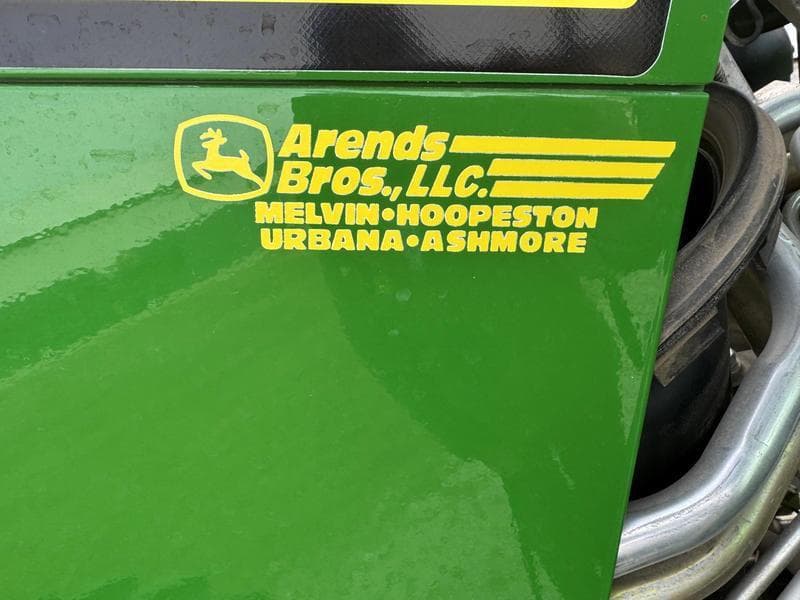 Arends
Bros., LLC.
MELVIN•HOOPESTON
URBANA•ASHMORE